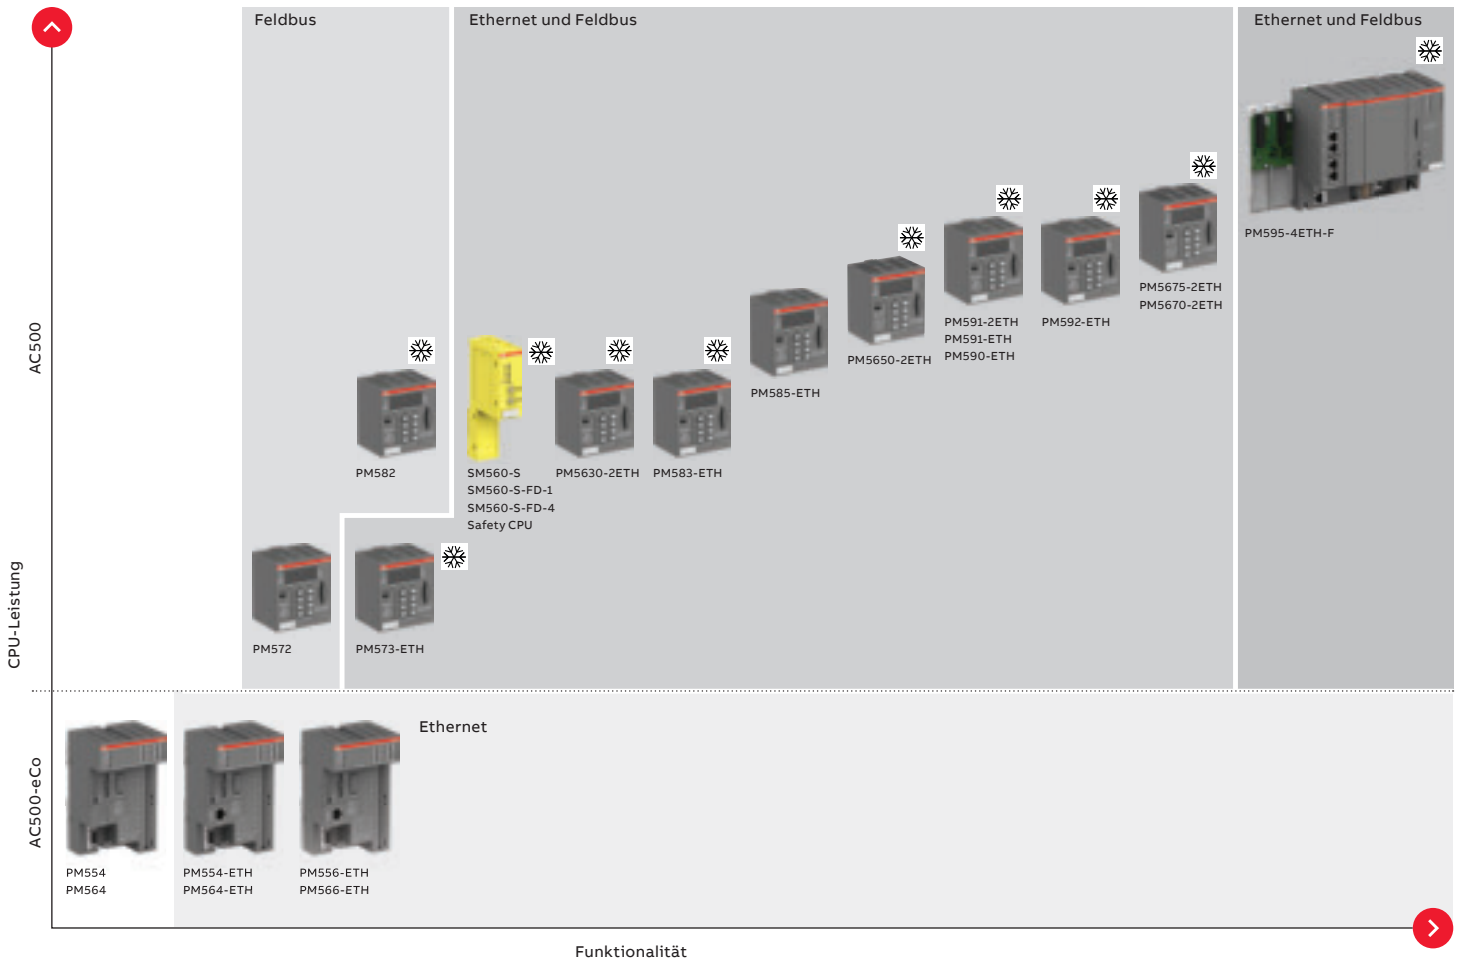 Feldbus
Ethernet und Feldbus
Ethernet und Feldbus
PM595-4ETH-F
PM5675-2ETH
PM5670-2ETH
PM591-2ETH
PM591-ETH
PM590-ETH
PM592-ETH
PM5650-2ETH
PM585-ETH
AC500
PM582
SM560-S
SM560-S-FD-1
SM560-S-FD-4
Safety CPU
PM5630-2ETH
PM583-ETH
CPU-Leistung
PM572
PM573-ETH
Ethernet
AC500-eCo
PM554
PM564
PM554-ETH
PM564-ETH
PM556-ETH
PM566-ETH
Funktionalität